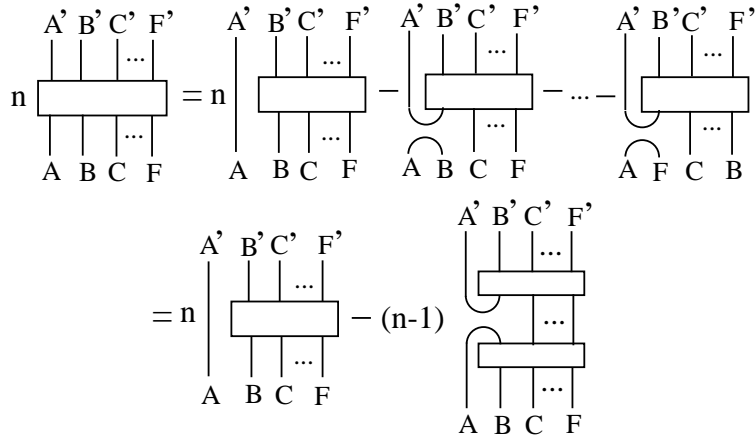 A’ B’ C’ F’ A’ B’ C’ F’ A’ B’ C’ F’ A’ B’ C’ F’
... ... ... ...
n = n − − ... −
... ... ... ...
A B C F A B C F A B C F A F C B
A’ B’ C’ F’ A’ B’ C’ F’
... ...
= n − (n-1) ...
... ...
A B C F A B C F